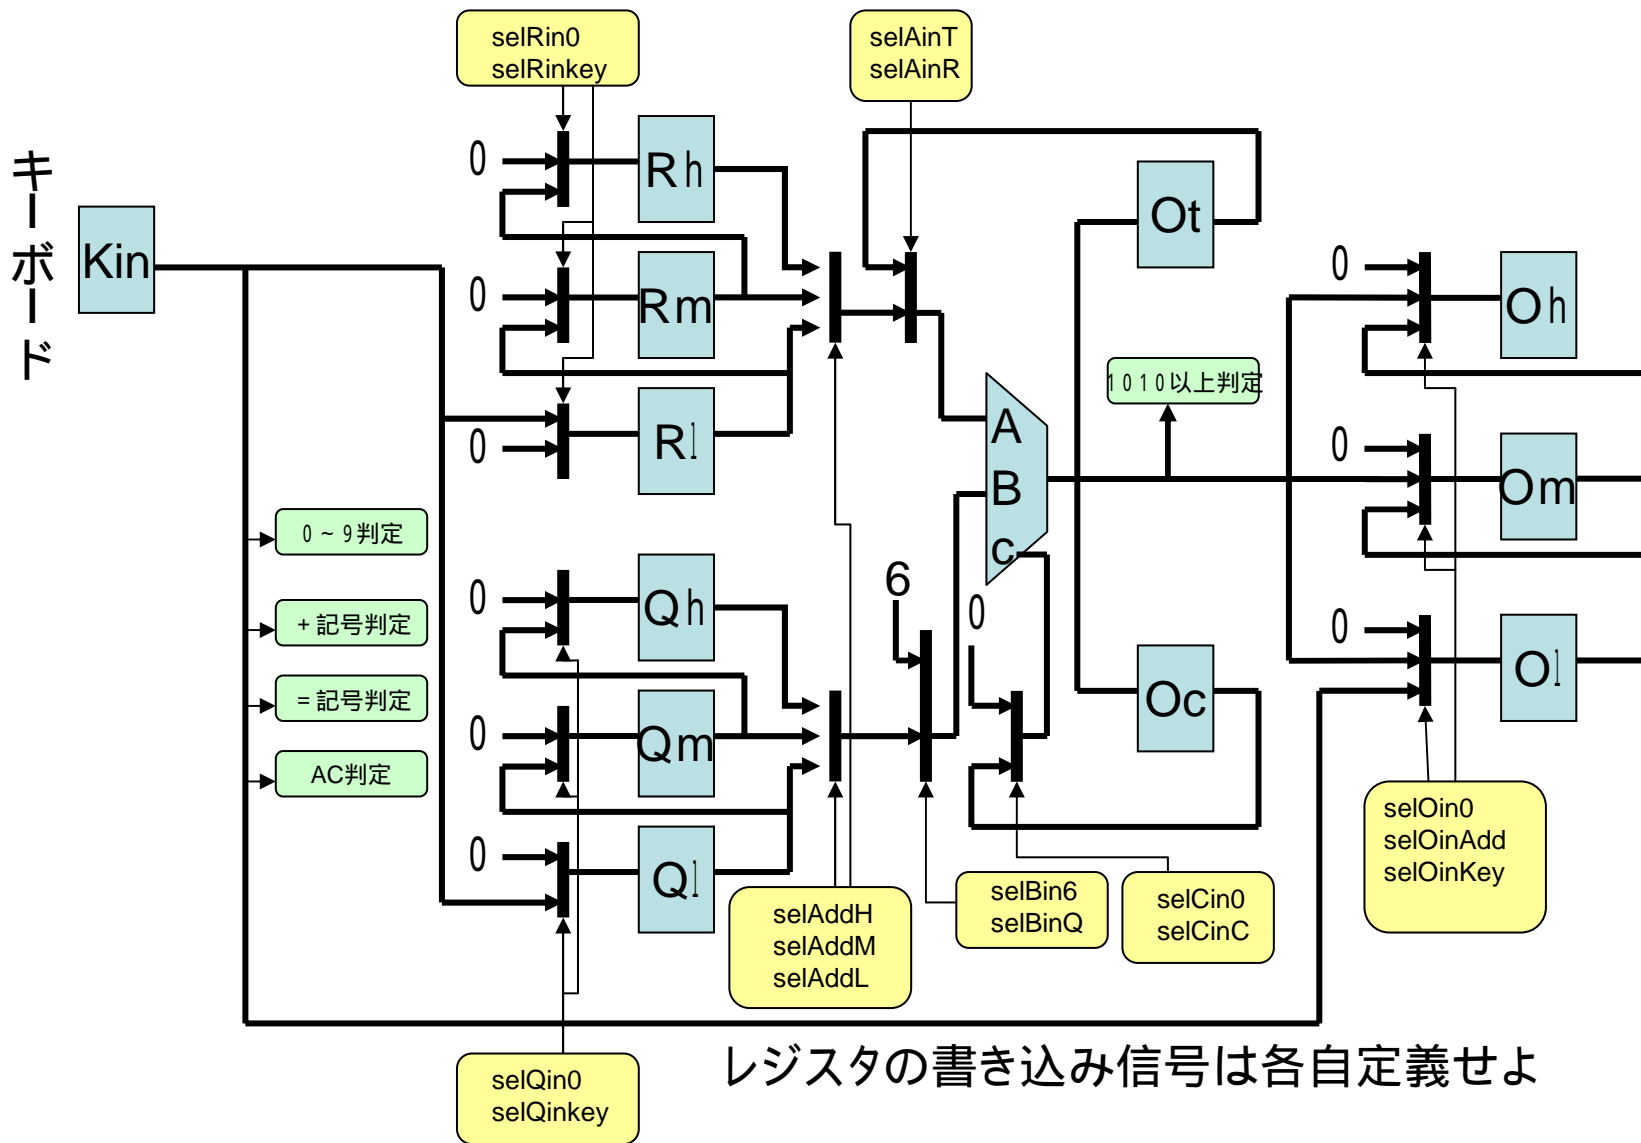 selRin0
selRinkey
selAinT
selAinR
キーボード
Kin
0
Rh
0
Rm
0
Rl
Ot
0
Oh
1010以上判定
A
B
c
0
Om
0~9判定
+記号判定
=記号判定
AC判定
0
Qh
0
Qm
0
Ql
6
0
Oc
0
Ol
selAddH
selAddM
selAddL
selBin6
selBinQ
selCin0
selCinC
selOin0
selOinAdd
selOinKey
selQin0
selQinkey
レジスタの書き込み信号は各自定義せよ